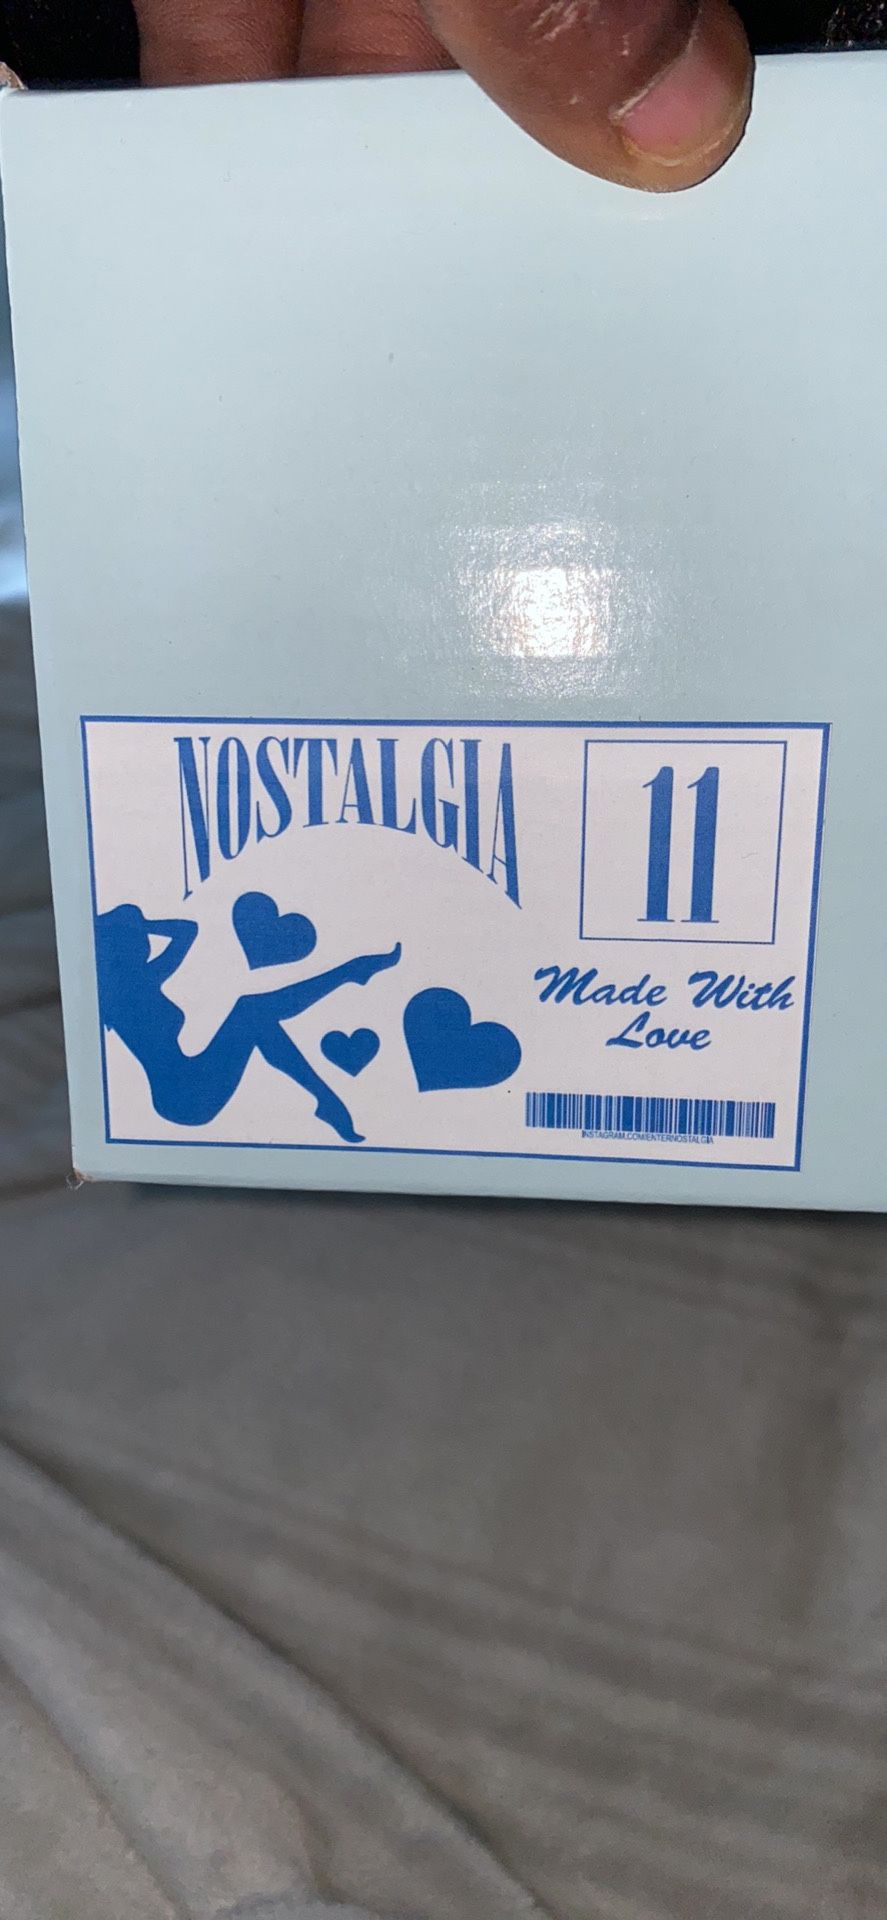 NOSTALGIA
11
Made With
Love
INSTAGRAM.COM/ENTERNOSTALGIA